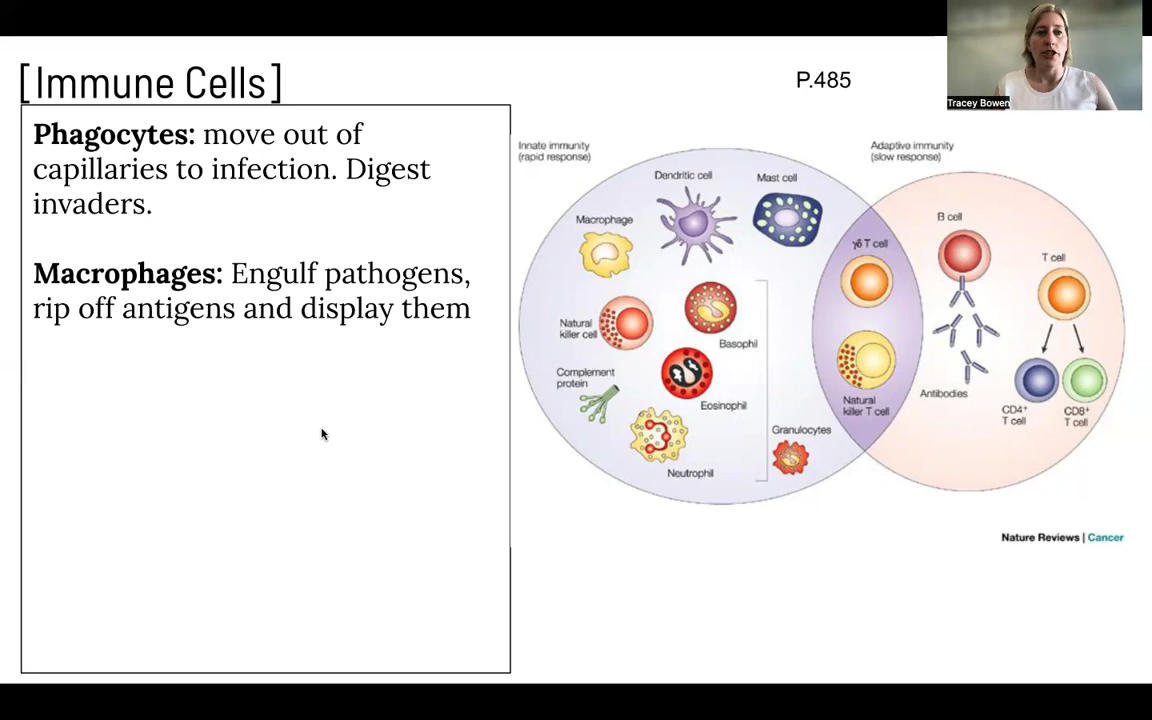 [Immune Cells]
P.485
Tracey Bowen
Phagocytes: move out of
capillaries to infection. Digest
invaders.
Macrophages: Engulf pathogens,
rip off antigens and display them
Innate immunity
(rapid response)
Adaptive immunity
(slow response)
Dendritic cell
Mast cell
Macrophage
γδ T cell
B cell
T cell
Natural
killer cell
Basophil
Complement
protein
Eosinophil
Natural
killer T cell
Antibodies
CD4+
T cell
CD8+
T cell
Granulocytes
Neutrophil
Nature Reviews | Cancer